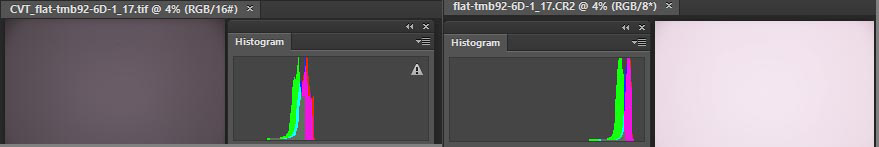 CVT_flat-tmb92-6D-1_17.tif @ 4% (RGB/16#) ×
Histogram
flat-tmb92-6D-1_17.CR2 @ 4% (RGB/8*) ×
Histogram